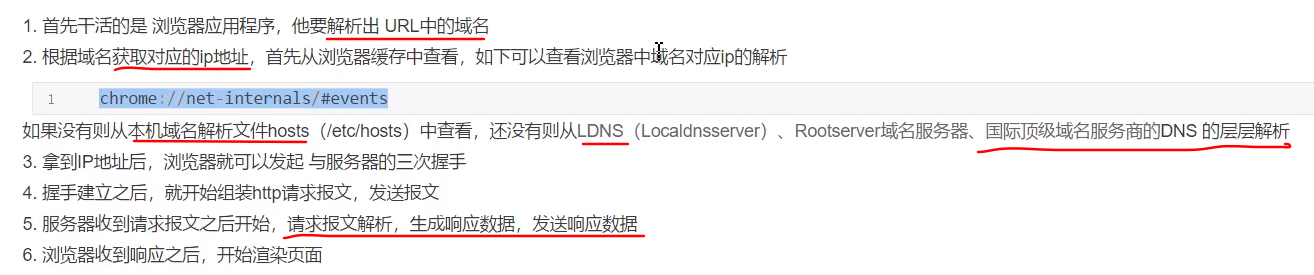 1. 首先干活的是 浏览器应用程序，他要解析出 URL中的域名
2. 根据域名获取对应的ip地址，首先从浏览器缓存中查看，如下可以查看浏览器中域名对应ip的解析
1 chrome://net-internals/#events
如果没有则从本机域名解析文件hosts（/etc/hosts）中查看，还没有则从LDNS（Localdnsserver）、Rootserver域名服务器、国际顶级域名服务商的DNS 的层层解析
3. 拿到IP地址后，浏览器就可以发起 与服务器的三次握手
4. 握手建立之后，就开始组装http请求报文，发送报文
5. 服务器收到请求报文之后开始，请求报文解析，生成响应数据，发送响应数据
6. 浏览器收到响应之后，开始渲染页面